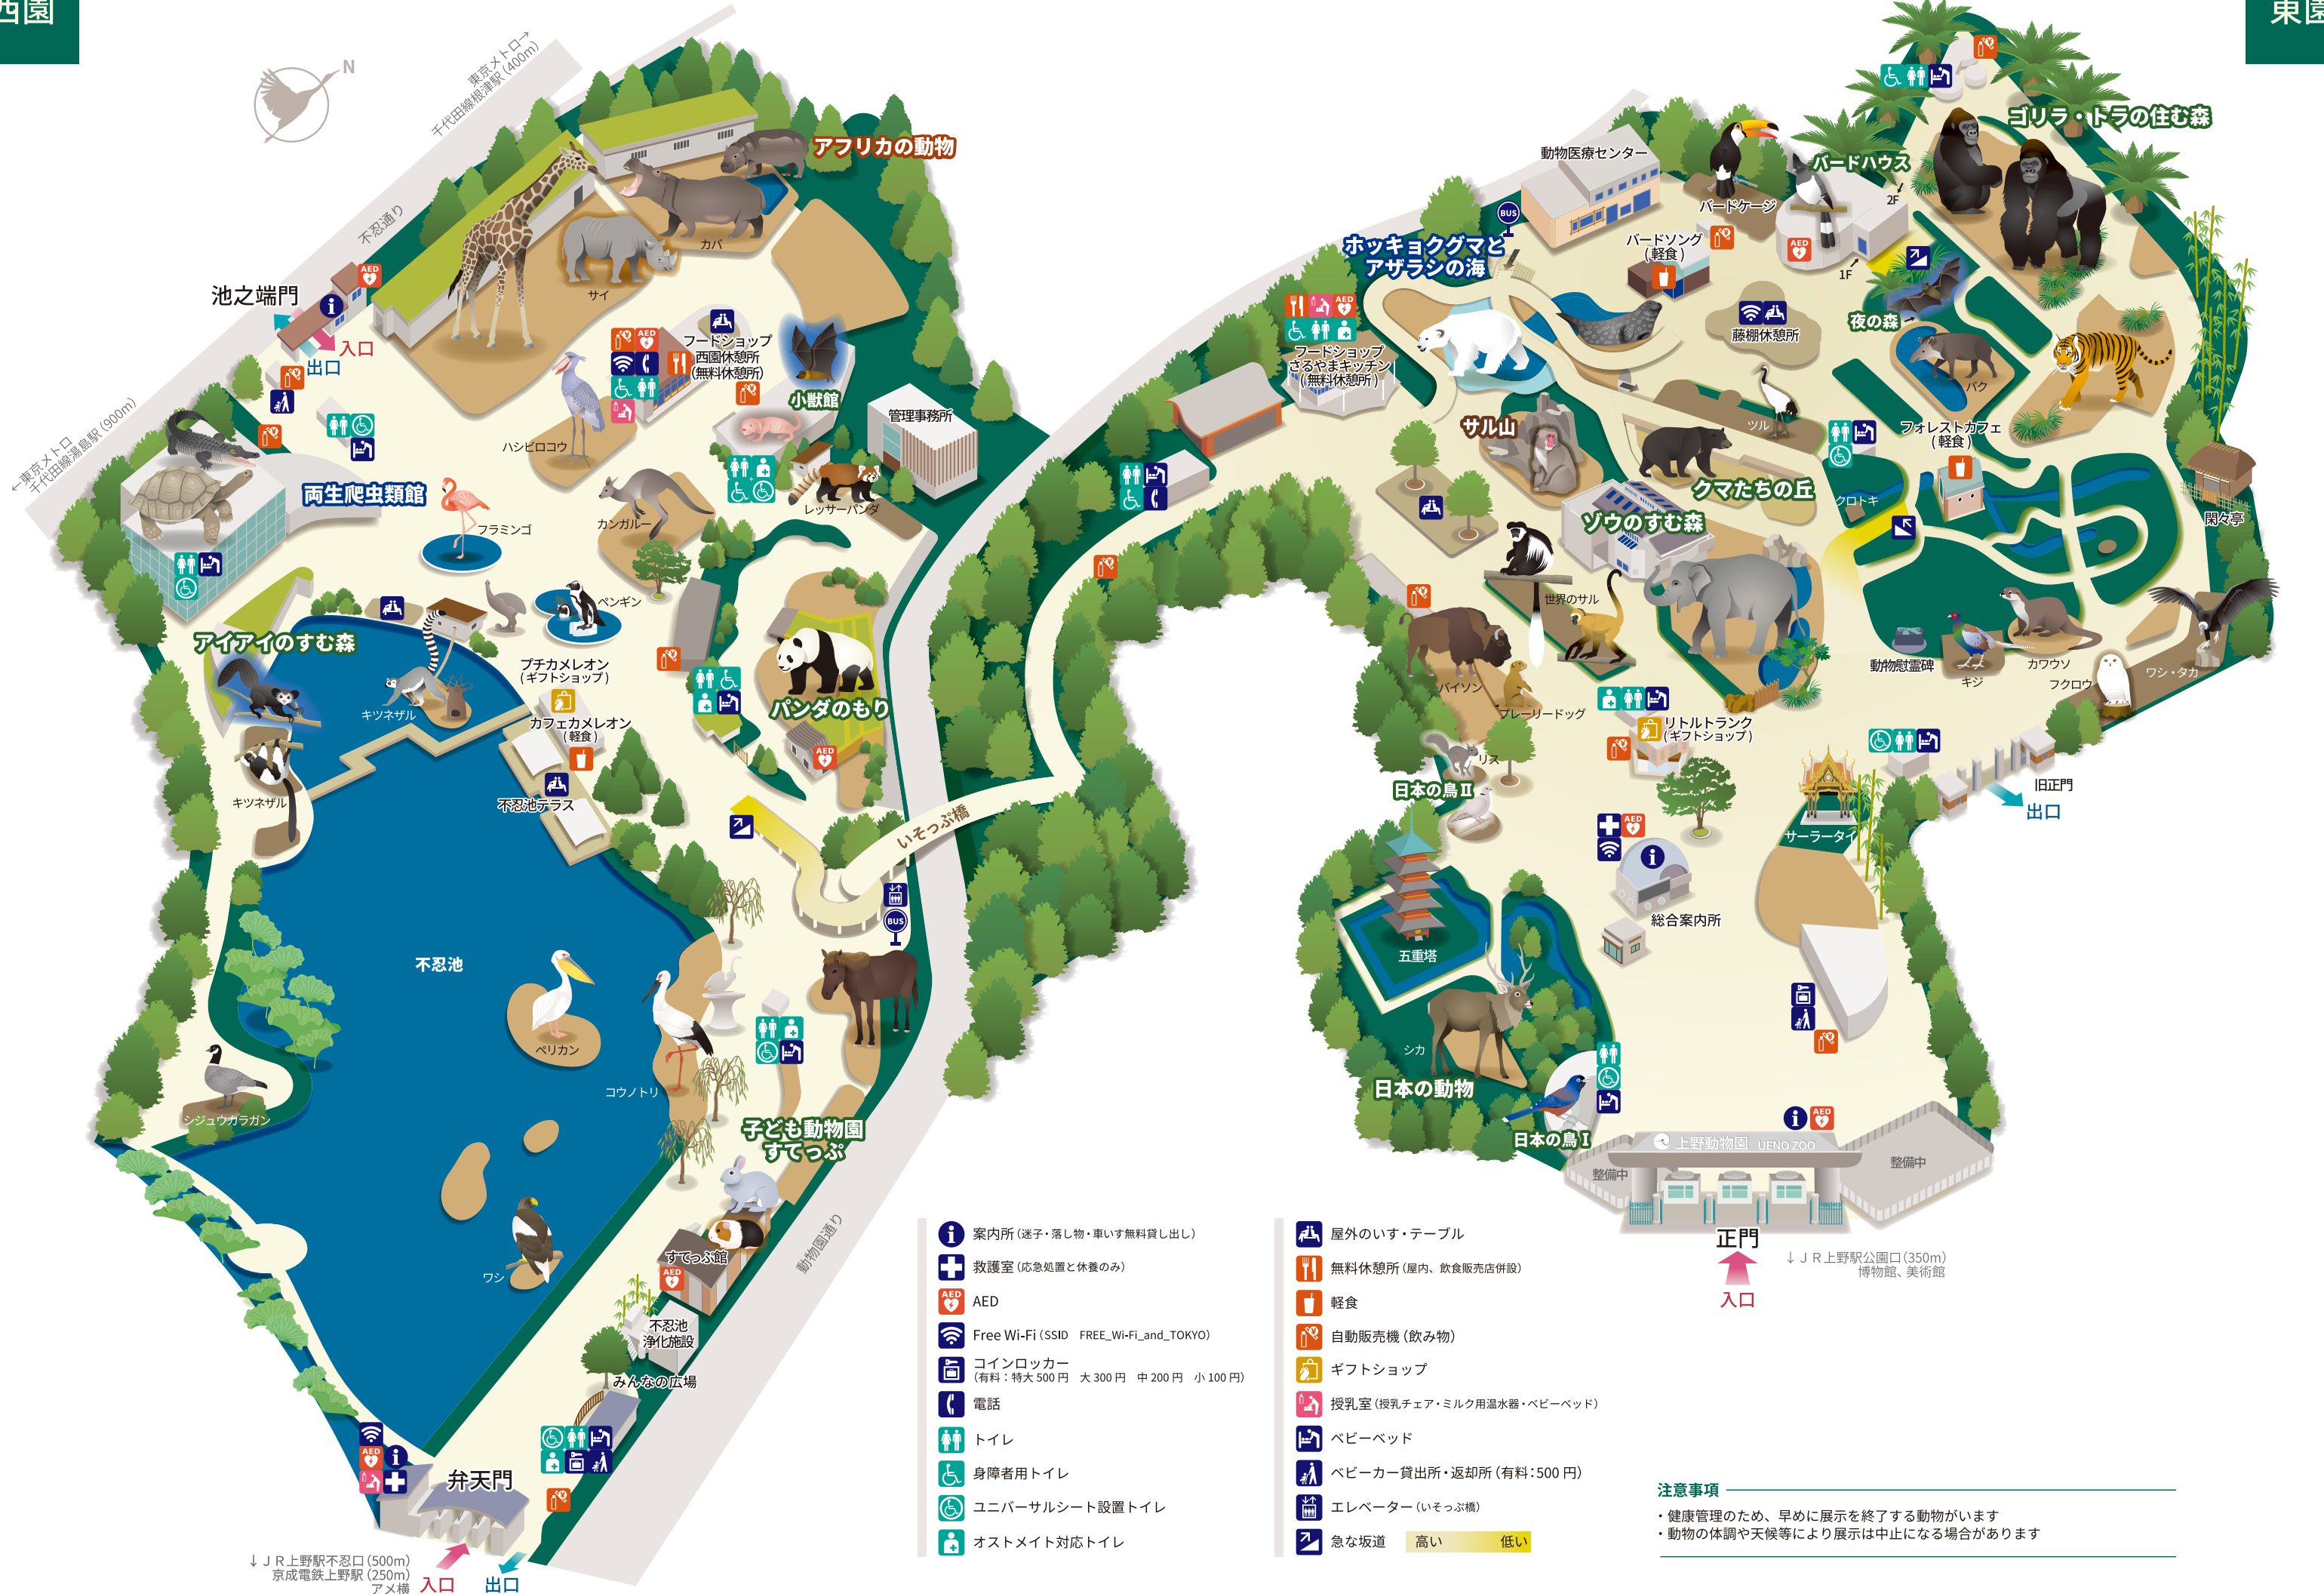 西園
東園
N
東京メトロ→
千代田線根津駅（400m）
不忍通り
←東京メトロ
千代田線湯島駅（900m）
池之端門
入口
出口
AED
アフリカの動物
カバ
サイ
AED
フードショップ
西園休憩所
（無料休憩所）
小獣館
管理事務所
ハシビロコウ
両生爬虫類館
フラミンゴ
カンガルー
レッサーパンダ
ペンギン
アイアイのすむ森
キツネザル
キツネザル
プチカメレオン
（ギフトショップ）
カフェカメレオン
（軽食）
不忍池テラス
パンダのもり
AED
いそっぷ橋
BUS
不忍池
ペリカン
コウノトリ
シジュウカラガン
ワシ
子ども動物園
すてっぷ
すてっぷ館
AED
不忍池
浄化施設
みんなの広場
動物園通り
AED
弁天門
入口
出口
↓ＪＲ上野駅不忍口（500m）
京成電鉄上野駅（250m）
アメ横
動物医療センター
BUS
ホッキョクグマと
アザラシの海
AED
フードショップ
さるやまキッチン
（無料休憩所）
バードケージ
バードソング
（軽食）
バードハウス
AED
2F
1F
ゴリラ・トラの住む森
夜の森
藤棚休憩所
バク
サル山
ツル
クマたちの丘
フォレストカフェ
（軽食）
クロトキ
閑々亭
ゾウのすむ森
世界のサル
バイソン
プレーリードッグ
動物慰霊碑
キジ
カワウソ
フクロウ
ワシ・タカ
リトルトランク
（ギフトショップ）
リス
日本の鳥Ⅱ
旧正門
出口
サーラータイ
AED
総合案内所
五重塔
シカ
日本の動物
日本の鳥Ⅰ
AED
上野動物園 UENO ZOO
整備中
整備中
正門
入口
↓ＪＲ上野駅公園口（350m）
博物館、美術館
案内所（迷子・落し物・車いす無料貸し出し）
救護室（応急処置と休養のみ）
AED
AED
Free Wi-Fi（SSID　FREE_Wi-Fi_and_TOKYO）
コインロッカー
（有料：特大 500 円　大 300 円　中 200 円　小 100 円）
電話
トイレ
身障者用トイレ
ユニバーサルシート設置トイレ
オストメイト対応トイレ
屋外のいす・テーブル
無料休憩所（屋内、飲食販売店併設）
軽食
自動販売機（飲み物）
ギフトショップ
授乳室（授乳チェア・ミルク用温水器・ベビーベッド）
ベビーベッド
ベビーカー貸出所・返却所（有料：500 円）
エレベーター（いそっぷ橋）
急な坂道　高い　低い
注意事項
・健康管理のため、早めに展示を終了する動物がいます
・動物の体調や天候等により展示は中止になる場合があります